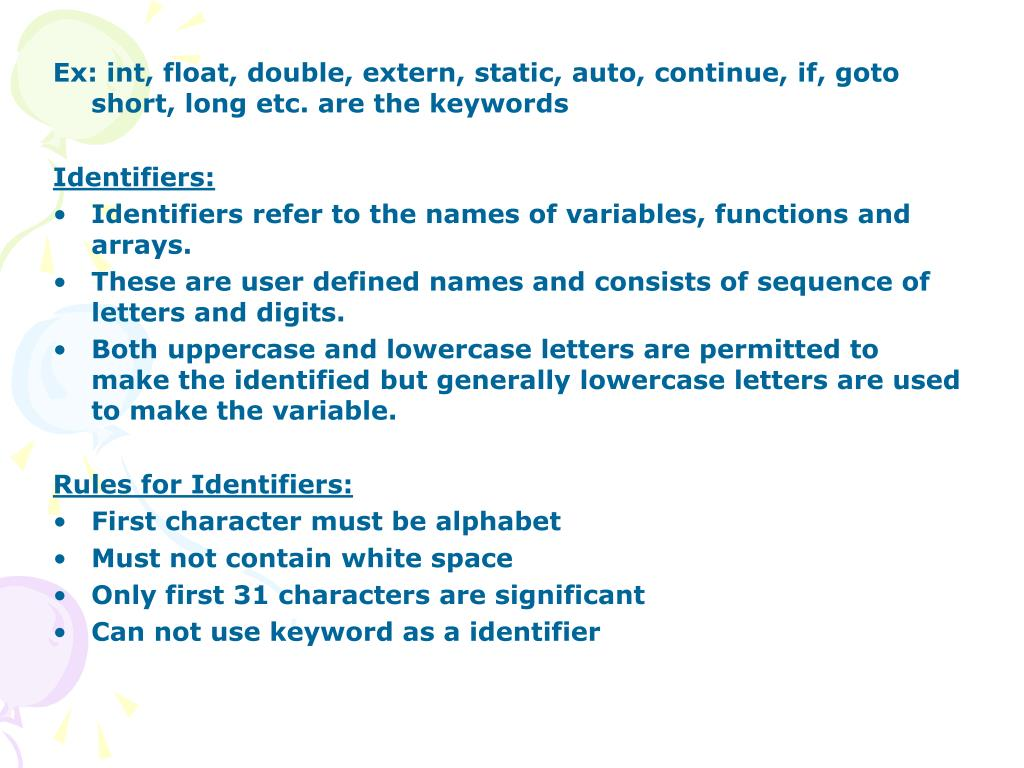 Ex: int, float, double, extern, static, auto, continue, if, goto
short, long etc. are the keywords
Identifiers:
• Identifiers refer to the names of variables, functions and
arrays.
• These are user defined names and consists of sequence of
letters and digits.
• Both uppercase and lowercase letters are permitted to
make the identified but generally lowercase letters are used
to make the variable.
Rules for Identifiers:
• First character must be alphabet
• Must not contain white space
• Only first 31 characters are significant
• Can not use keyword as a identifier